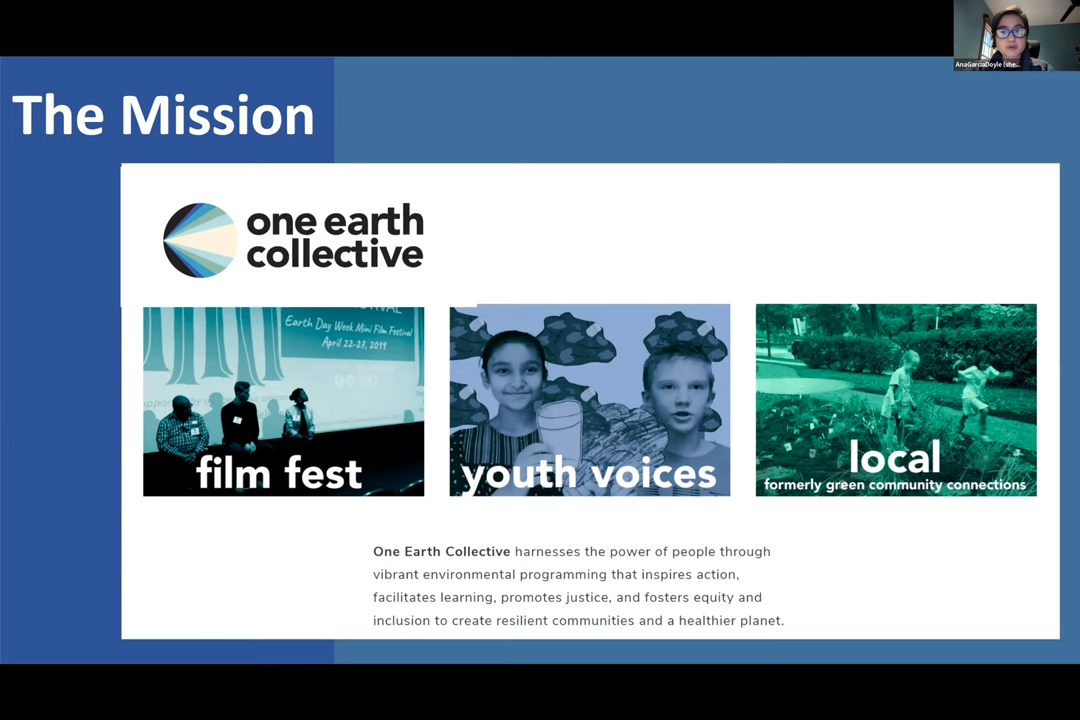 AnaGarciaDoyle (she...
The Mission
one earth
collective
Earth Day Week Mini Film Festival
April 22-27, 2019
film fest
youth voices
local
formerly green community connections
One Earth Collective harnesses the power of people through
vibrant environmental programming that inspires action,
facilitates learning, promotes justice, and fosters equity and
inclusion to create resilient communities and a healthier planet.